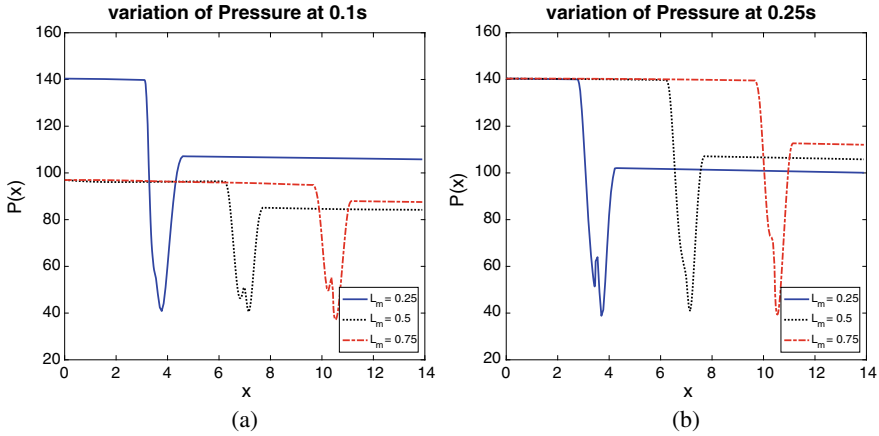 variation of Pressure at 0.1s
160
140
120
100
80
60
40
20
P(x)
0 2 4 6 8 10 12 14
x
L_m = 0.25
L_m = 0.5
L_m = 0.75
(a)
variation of Pressure at 0.25s
160
140
120
100
80
60
40
20
P(x)
0 2 4 6 8 10 12 14
x
L_m = 0.25
L_m = 0.5
L_m = 0.75
(b)